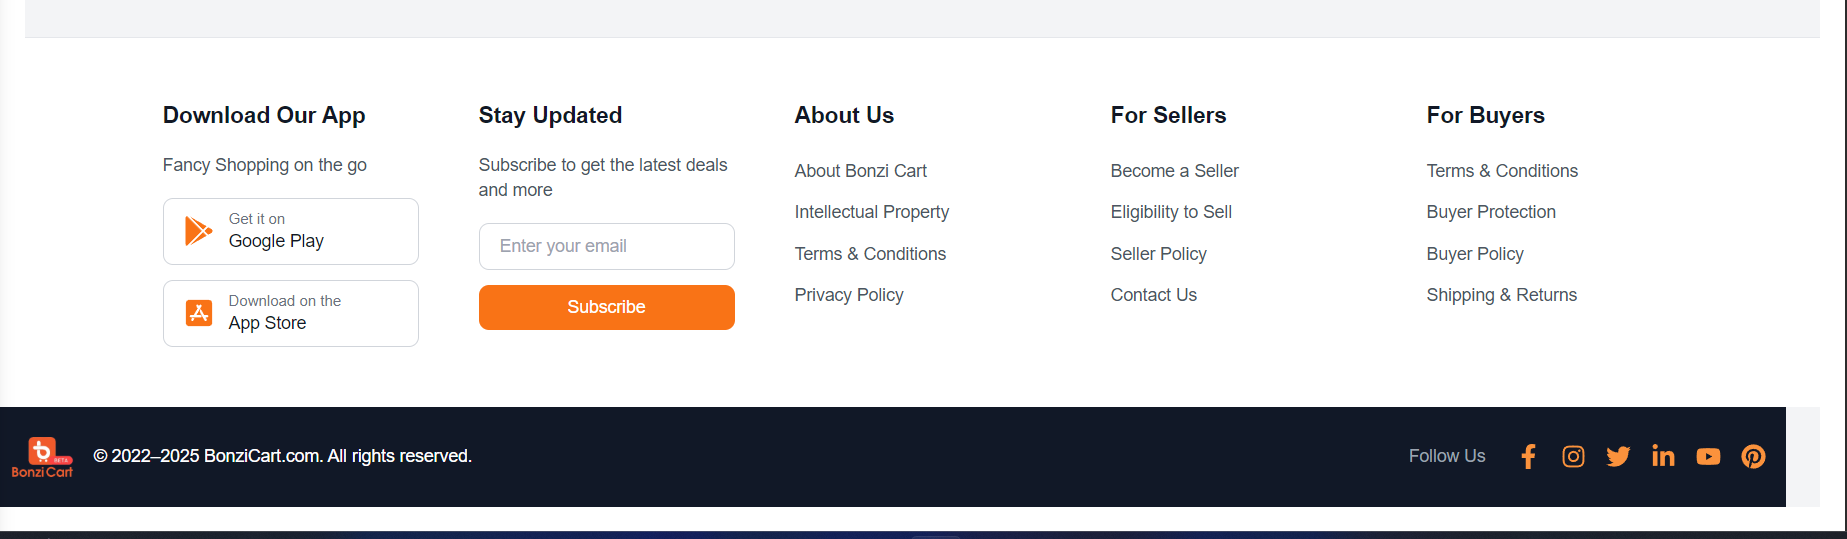 Download Our App
Fancy Shopping on the go
Get it on
Google Play
Download on the
App Store
Stay Updated
Subscribe to get the latest deals
and more
Enter your email
Subscribe
About Us
About Bonzi Cart
Intellectual Property
Terms & Conditions
Privacy Policy
For Sellers
Become a Seller
Eligibility to Sell
Seller Policy
Contact Us
For Buyers
Terms & Conditions
Buyer Protection
Buyer Policy
Shipping & Returns
BETA
BonziCart
© 2022–2025 BonziCart.com. All rights reserved.
Follow Us